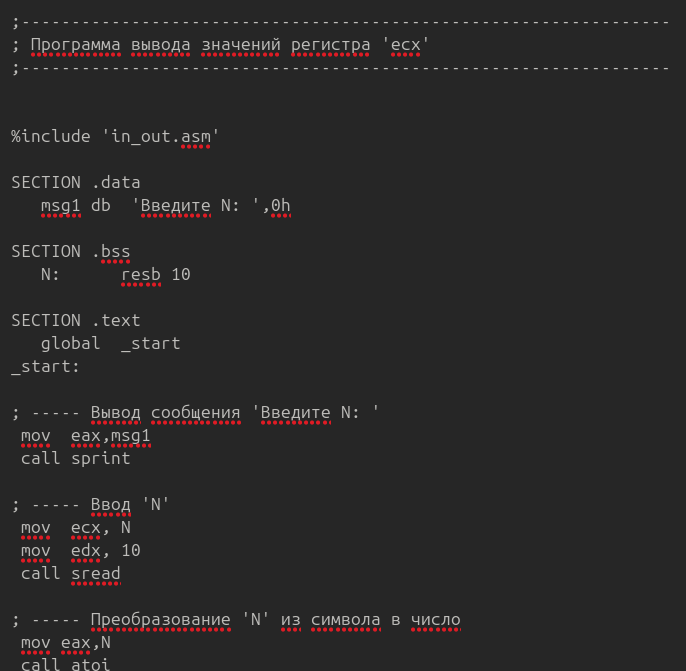 ;-----------------------------------------------------------------
; Программа вывода значений регистра 'ecx'
;-----------------------------------------------------------------
%include 'in_out.asm'
SECTION .data
msg1 db  'Введите N: ',0h
SECTION .bss
N:      resb 10
SECTION .text
global  _start
_start:
; ----- Вывод сообщения 'Введите N: '
mov  eax,msg1
call sprint
; ----- Ввод 'N'
mov  ecx, N
mov  edx, 10
call sread
; ----- Преобразование 'N' из символа в число
mov eax,N
call atoi